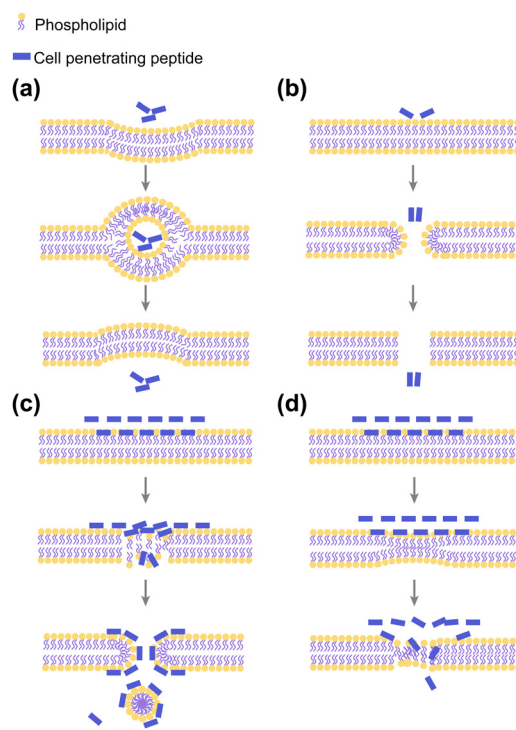 Phospholipid
Cell penetrating peptide
(a)
(b)
(c)
(d)